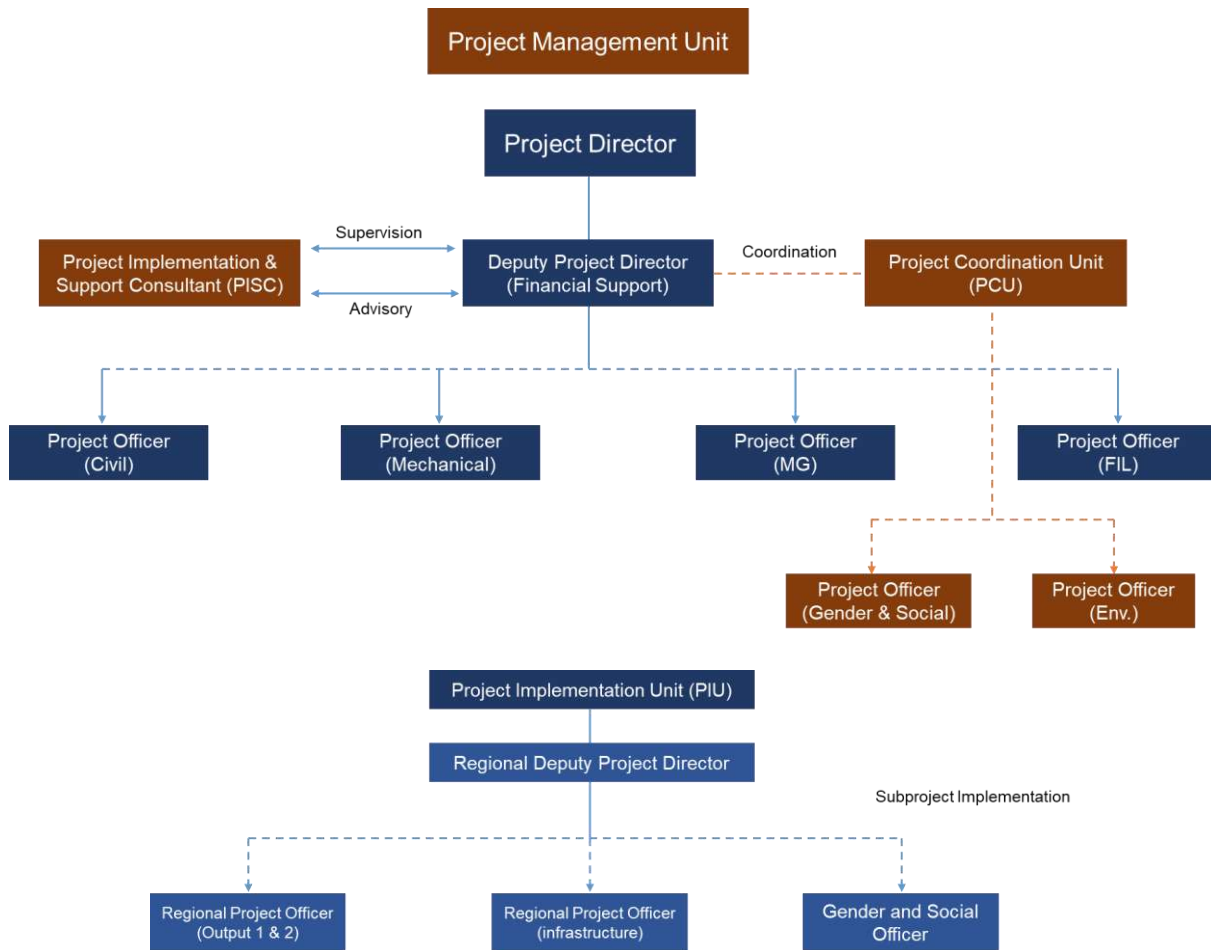 Project Management Unit
Project Director
Supervision
Project Implementation &
Support Consultant (PISC)
Advisory
Deputy Project Director
(Financial Support)
Coordination
Project Coordination Unit
(PCU)
Project Officer
(Civil)
Project Officer
(Mechanical)
Project Officer
(MG)
Project Officer
(FIL)
Project Officer
(Gender & Social)
Project Officer
(Env.)
Project Implementation Unit (PIU)
Regional Deputy Project Director
Subproject Implementation
Regional Project Officer
(Output 1 & 2)
Regional Project Officer
(infrastructure)
Gender and Social
Officer